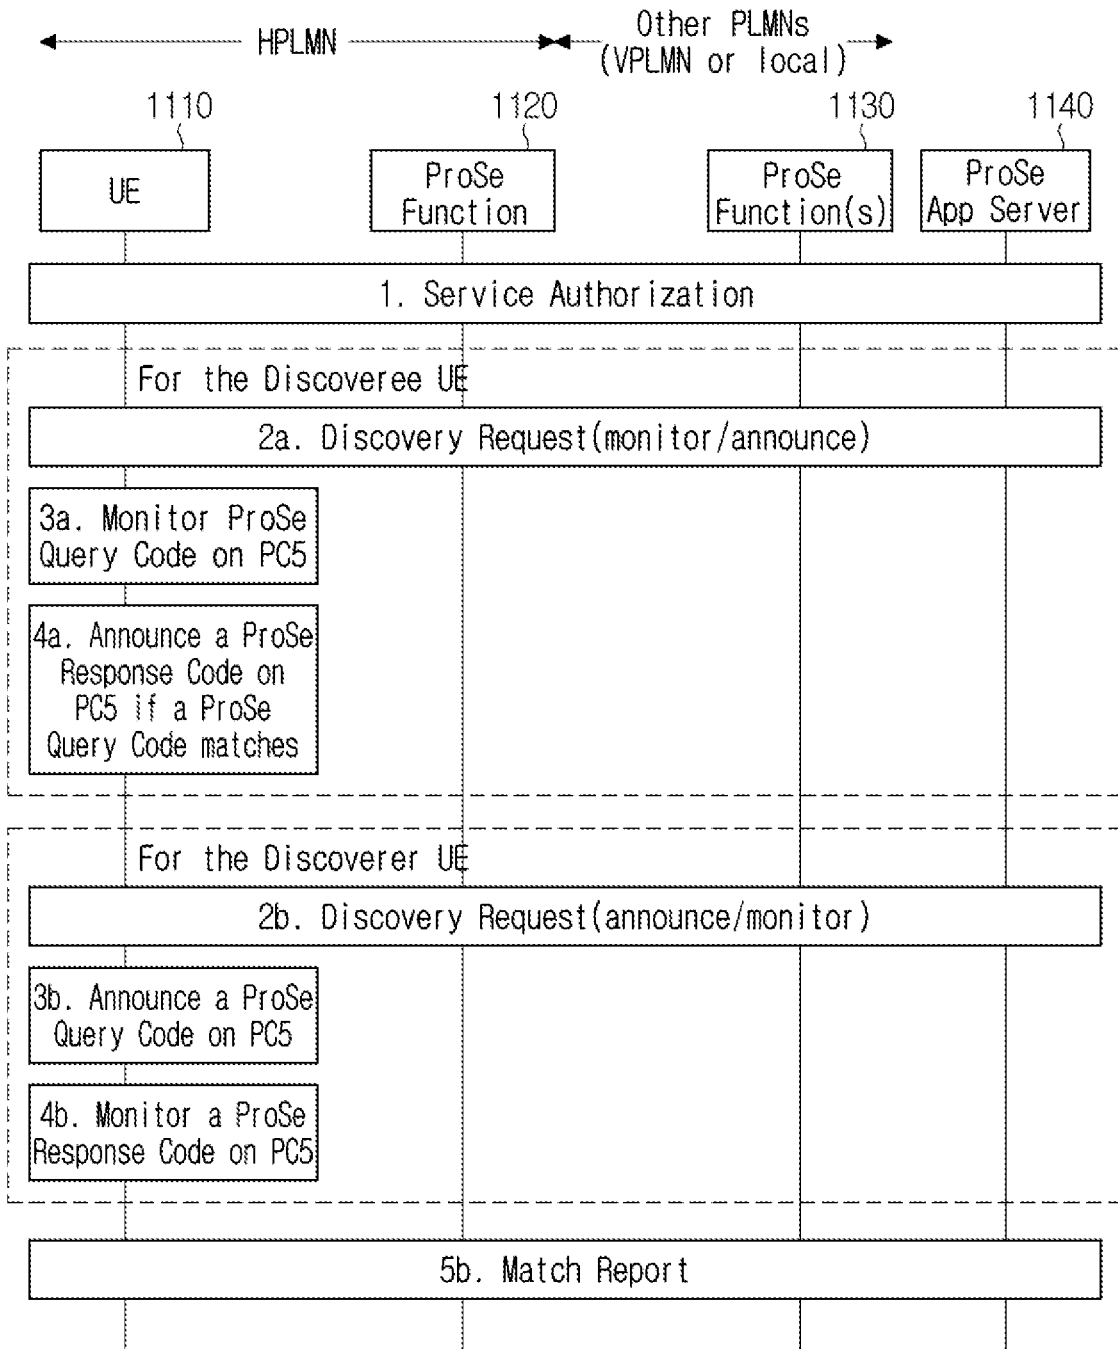 HPLMN
Other PLMNs
(VPLMN or local)
1110
1120
1130
1140
UE
ProSe
Function
ProSe
Function(s)
ProSe
App Server
1. Service Authorization
For the Discoveree UE
2a. Discovery Request(monitor/announce)
3a. Monitor ProSe
Query Code on PC5
4a. Announce a ProSe
Response Code on
PC5 if a ProSe
Query Code matches
For the Discoverer UE
2b. Discovery Request(announce/monitor)
3b. Announce a ProSe
Query Code on PC5
4b. Monitor a ProSe
Response Code on PC5
5b. Match Report